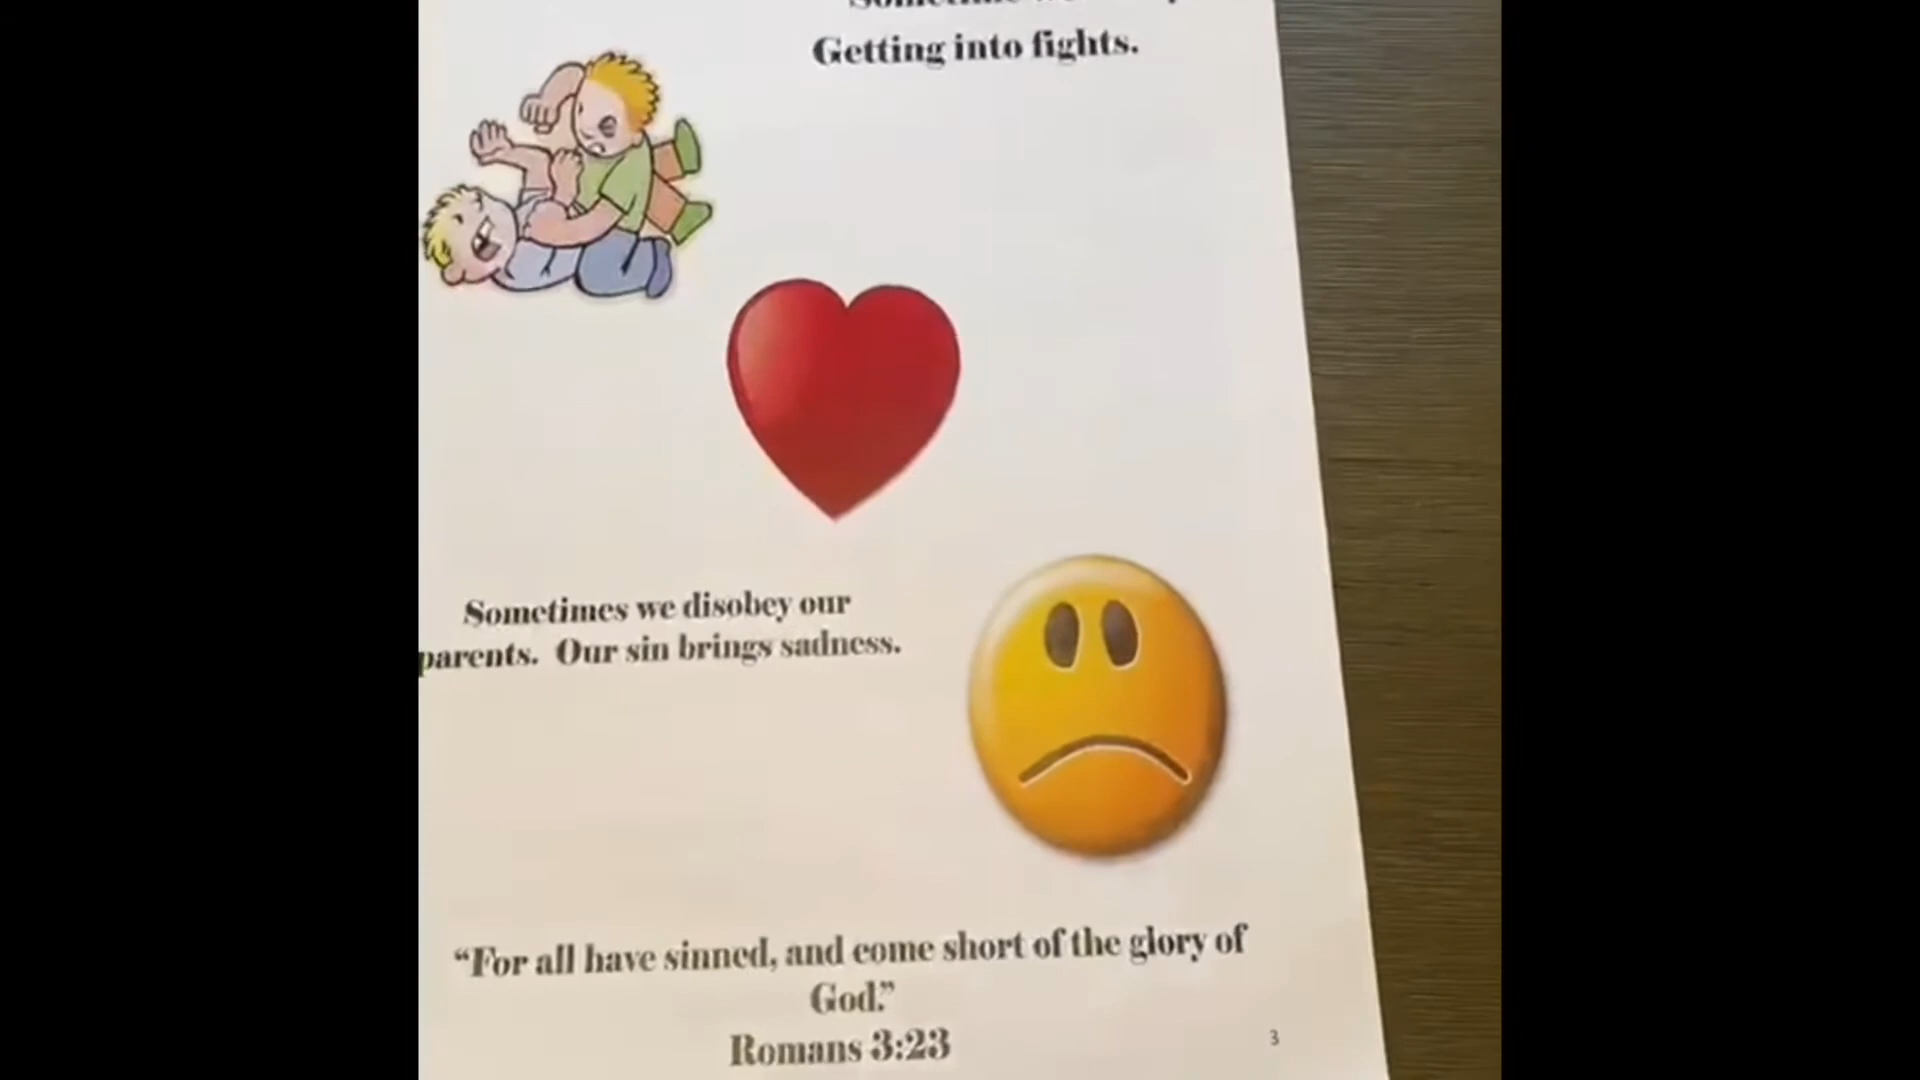 Getting into fights.
Sometimes we disobey our
parents. Our sin brings sadness.
“For all have sinned, and come short of the glory of
God.”
Romans 3:23
3